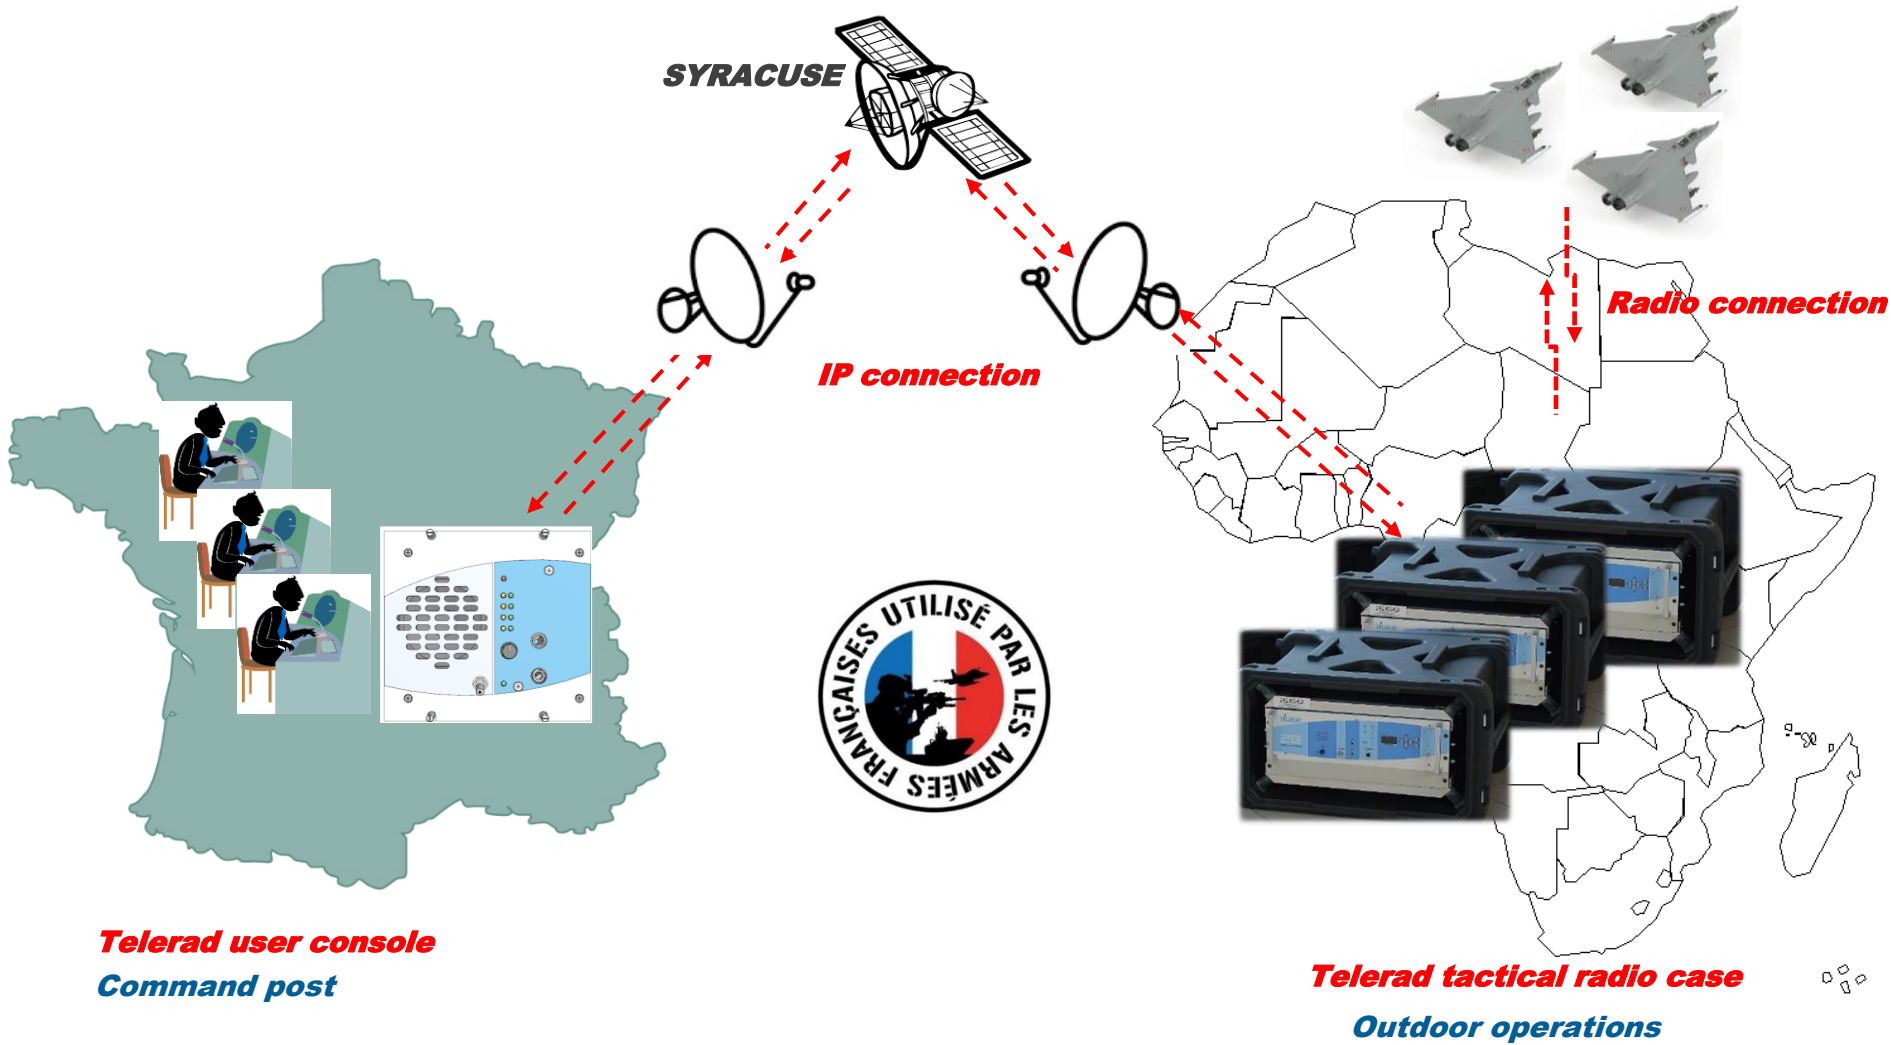 SYRACUSE
Radio connection
IP connection
UTILISÉ PAR LES ARMÉES FRANÇAISES
Telerad user console
Command post
Telerad tactical radio case
Outdoor operations